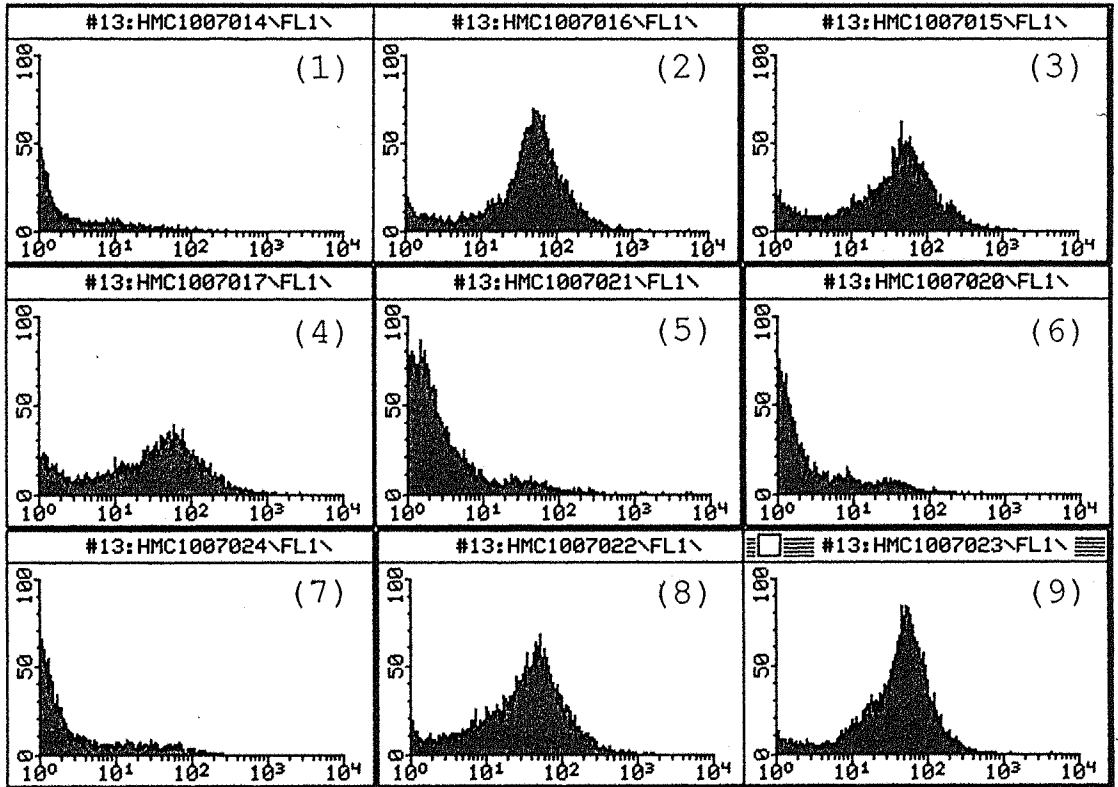 #13:HMC1007014\FL1\ #13:HMC1007016\FL1\ #13:HMC1007015\FL1\
(1) (2) (3)
100 100 100
50 50 50
0 0 0
10⁰ 10¹ 10² 10³ 10⁴ 10⁰ 10¹ 10² 10³ 10⁴ 10⁰ 10¹ 10² 10³ 10⁴
#13:HMC1007017\FL1\ #13:HMC1007021\FL1\ #13:HMC1007020\FL1\
(4) (5) (6)
100 100 100
50 50 50
0 0 0
10⁰ 10¹ 10² 10³ 10⁴ 10⁰ 10¹ 10² 10³ 10⁴ 10⁰ 10¹ 10² 10³ 10⁴
#13:HMC1007024\FL1\ #13:HMC1007022\FL1\ #13:HMC1007023\FL1\
(7) (8) (9)
100 100 100
50 50 50
0 0 0
10⁰ 10¹ 10² 10³ 10⁴ 10⁰ 10¹ 10² 10³ 10⁴ 10⁰ 10¹ 10² 10³ 10⁴